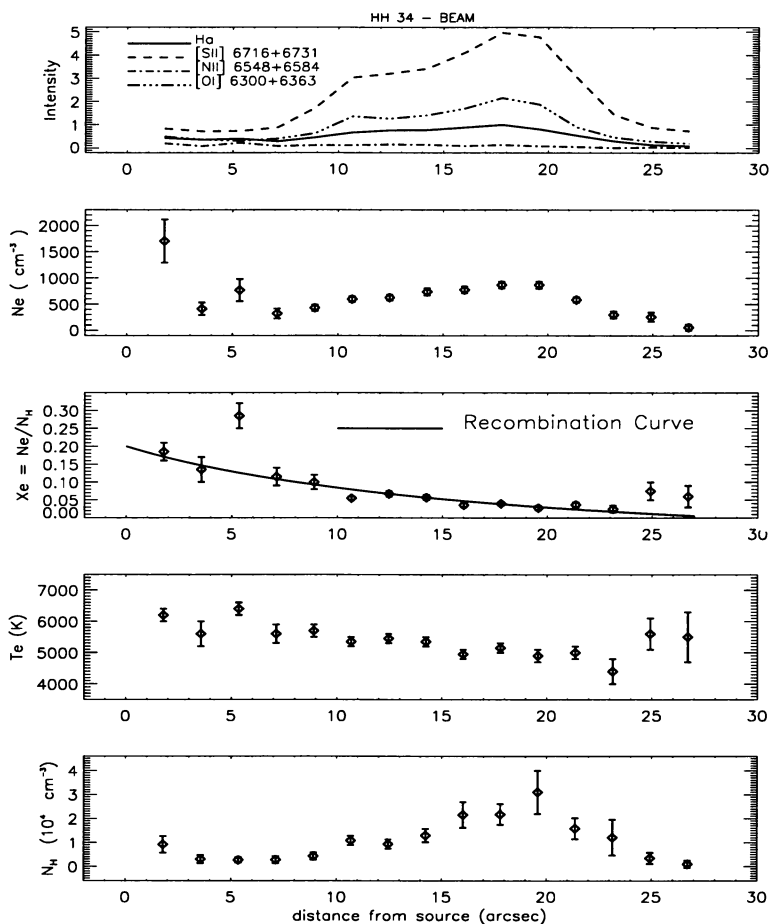 HH 34 − BEAM
Hα
[SII] 6716+6731
[NII] 6548+6584
[OI] 6300+6363
Intensity
5
4
3
2
1
0
0 5 10 15 20 25 30
Ne ( cm⁻³)
2000
1500
1000
500
0
0 5 10 15 20 25 30
Xe = Ne/N_H
0.30
0.25
0.20
0.15
0.10
0.05
0.00
Recombination Curve
0 5 10 15 20 25 30
Te (K)
7000
6000
5000
4000
0 5 10 15 20 25 30
N_H (10⁴ cm⁻³)
4
3
2
1
0
0 5 10 15 20 25 30
distance from source (arcsec)